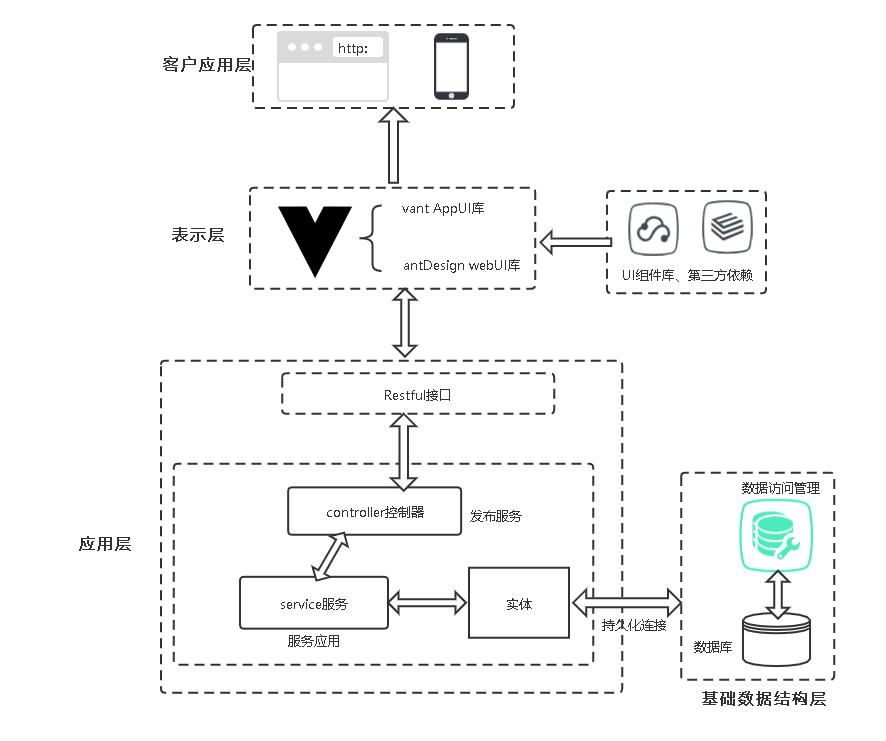 客户应用层
http:
表示层
vant AppUI库
antDesign webUI库
UI组件库、第三方依赖
Restful接口
应用层
controller控制器
发布服务
service服务
服务应用
实体
持久化连接
数据访问管理
数据库
基础数据结构层